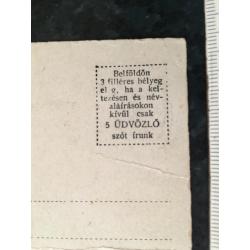 Belföldön
3 filléres bélyeg
el g, ha a kel-
tezésen és név-
aláírásokon
kívül csak
5 ÜDVÖZLŐ
szót írunk